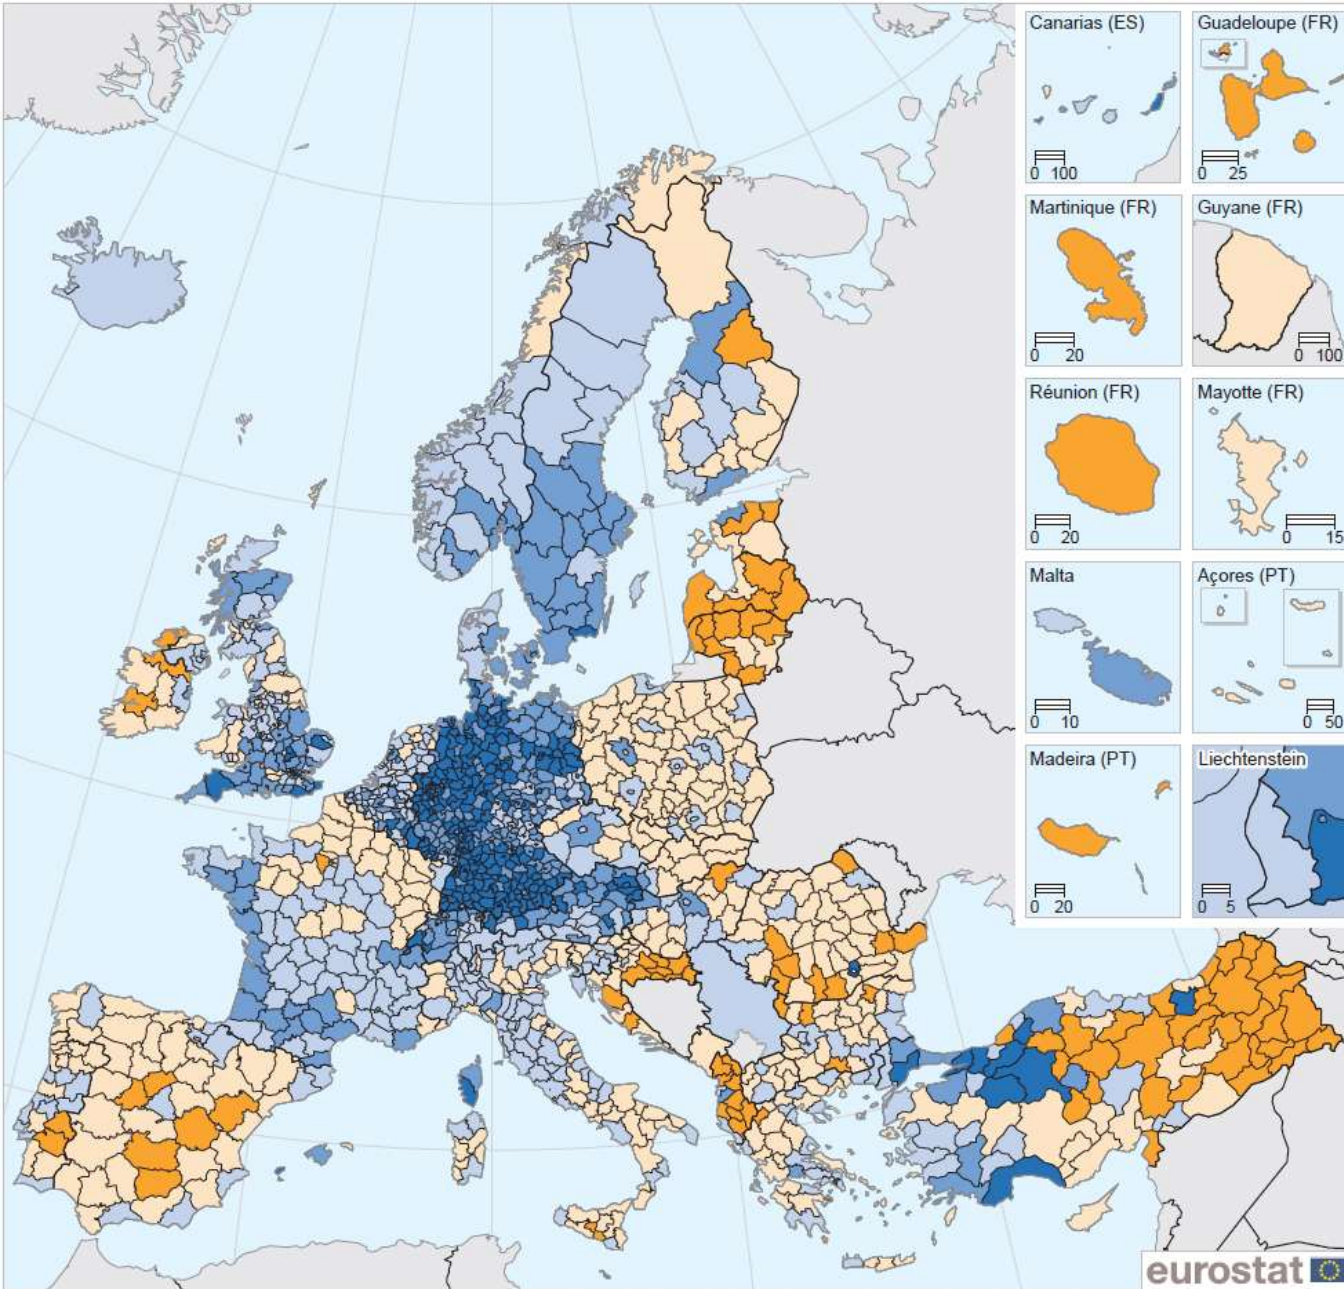 Canarias (ES)
0 100
Guadeloupe (FR)
0 25
Martinique (FR)
0 20
Guyane (FR)
0 100
Réunion (FR)
0 20
Mayotte (FR)
0 15
Malta
0 10
Açores (PT)
0 50
Madeira (PT)
0 20
Liechtenstein
0 5
eurostat